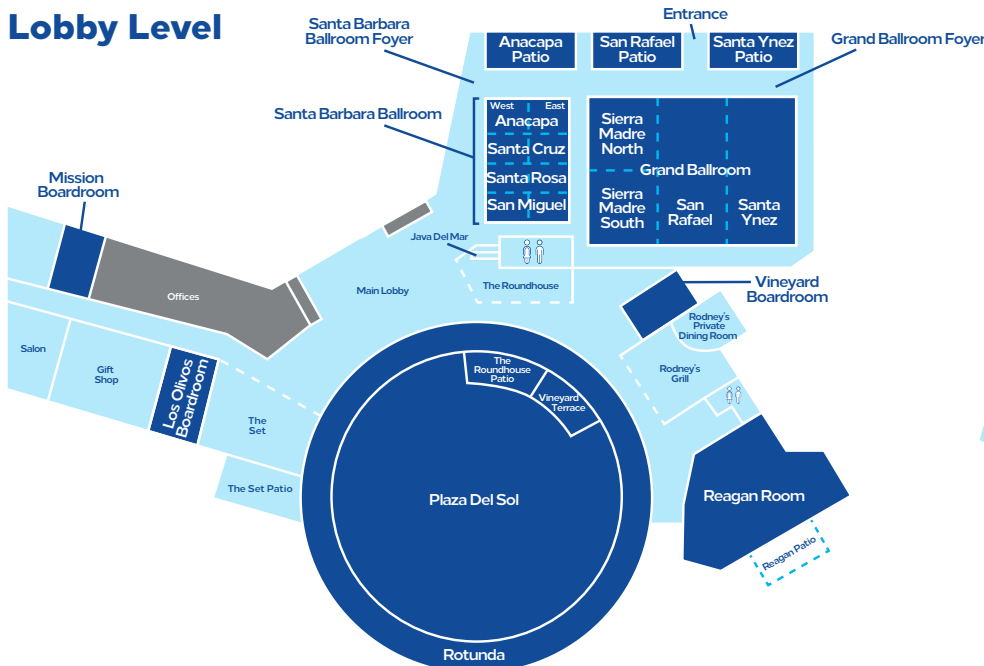 Lobby Level
Santa Barbara
Ballroom Foyer
Anacapa
Patio
San Rafael
Patio
Entrance
Santa Ynez
Patio
Grand Ballroom Foyer
Santa Barbara Ballroom
West East
Anacapa
Santa Cruz
Santa Rosa
San Miguel
Sierra
Madre
North
Grand Ballroom
Sierra
Madre
South
San
Rafael
Santa
Ynez
Mission
Boardroom
Offices
Java Del Mar
Main Lobby
The Roundhouse
Vineyard
Boardroom
Rodney's
Private
Dining Room
Rodney's
Grill
Salon
Gift
Shop
Los Olivos
Boardroom
The
Set
The Set Patio
The
Roundhouse
Patio
Vineyard
Terrace
Plaza Del Sol
Reagan Room
Reagan Patio
Rotunda